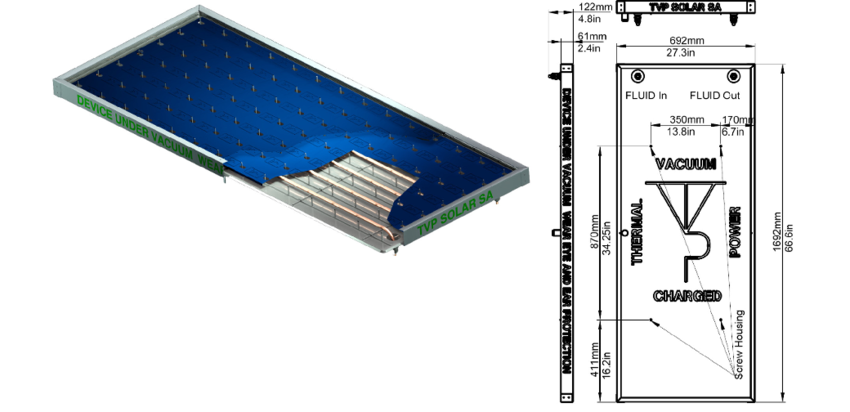 DEVICE UNDER VACUUM WEAR
TVP SOLAR SA
122mm
4.8in
61mm
2.4in
DEVICE UNDER VACUUM WEAR EYE AND EAR PROTECTION
TVP SOLAR SA
692mm
27.3in
FLUID In
FLUID Out
350mm
13.8in
170mm
6.7in
VACUUM
THERMAL
POWER
CHARGED
870mm
34.25in
411mm
16.2in
Screw Housing
1692mm
66.6in